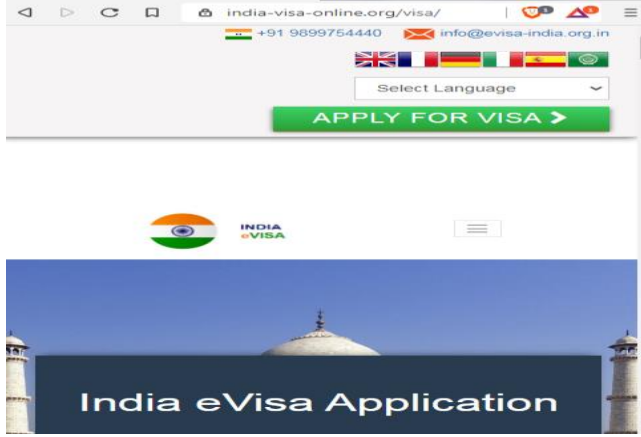 india-visa-online.org/visa/
+91 9899754440 info@evisa-india.org.in
Select Language
APPLY FOR VISA
INDIA
eVISA
India eVisa Application